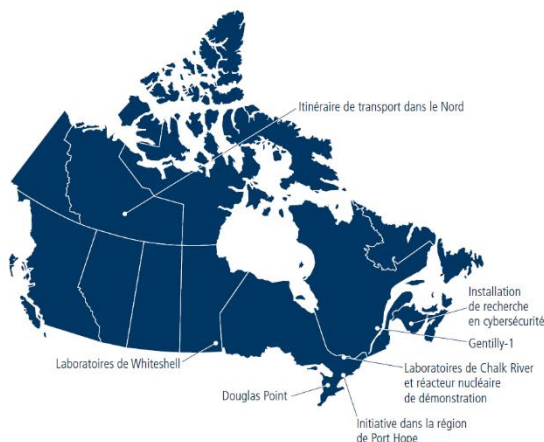 Itinéraire de transport dans le Nord
Installation
de recherche
en cybersécurité
Gentilly-1
Laboratoires de Whiteshell
Laboratoires de Chalk River
et réacteur nucléaire
de démonstration
Douglas Point
Initiative dans la région
de Port Hope